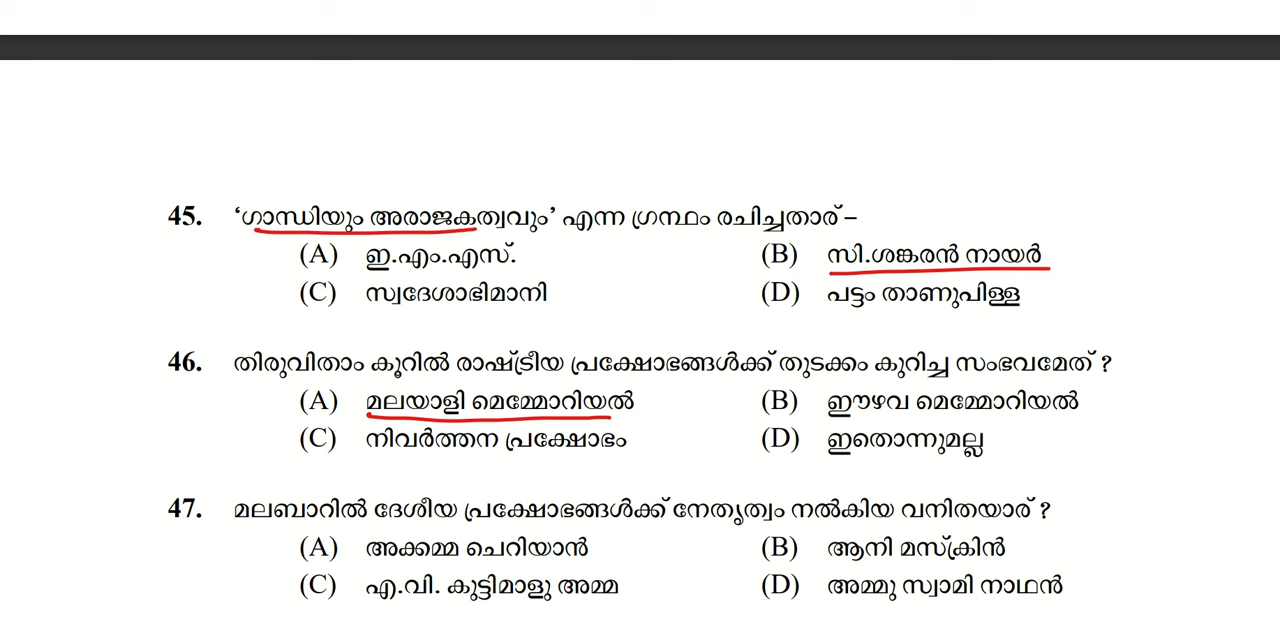 45. ‘ഗാന്ധിയും അരാജകത്വവും’ എന്ന ഗ്രന്ഥം രചിച്ചതാര് –
(A) ഇ.എം.എസ്. (B) സി.ശങ്കരൻ നായർ
(C) സ്വദേശാഭിമാനി (D) പട്ടം താണുപിള്ള
46. തിരുവിതാം കൂറിൽ രാഷ്ട്രീയ പ്രക്ഷോഭങ്ങൾക്ക് തുടക്കം കുറിച്ച സംഭവമേത് ?
(A) മലയാളി മെമ്മോറിയൽ (B) ഈഴവ മെമ്മോറിയൽ
(C) നിവർത്തന പ്രക്ഷോഭം (D) ഇതൊന്നുമല്ല
47. മലബാറിൽ ദേശീയ പ്രക്ഷോഭങ്ങൾക്ക് നേതൃത്വം നൽകിയ വനിതയാര് ?
(A) അക്കമ്മ ചെറിയാൻ (B) ആനി മസ്ക്രിൻ
(C) എ.വി. കുട്ടിമാളു അമ്മ (D) അമ്മു സ്വാമി നാഥൻ